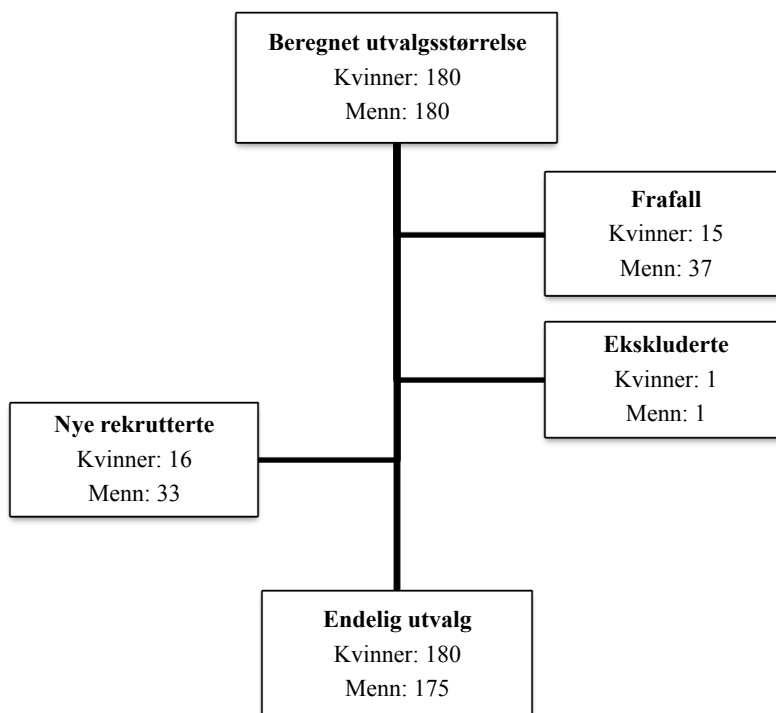 Beregnet utvalgsstørrelse
Kvinner: 180
Menn: 180
Frafall
Kvinner: 15
Menn: 37
Ekskluderte
Kvinner: 1
Menn: 1
Nye rekrutterte
Kvinner: 16
Menn: 33
Endelig utvalg
Kvinner: 180
Menn: 175